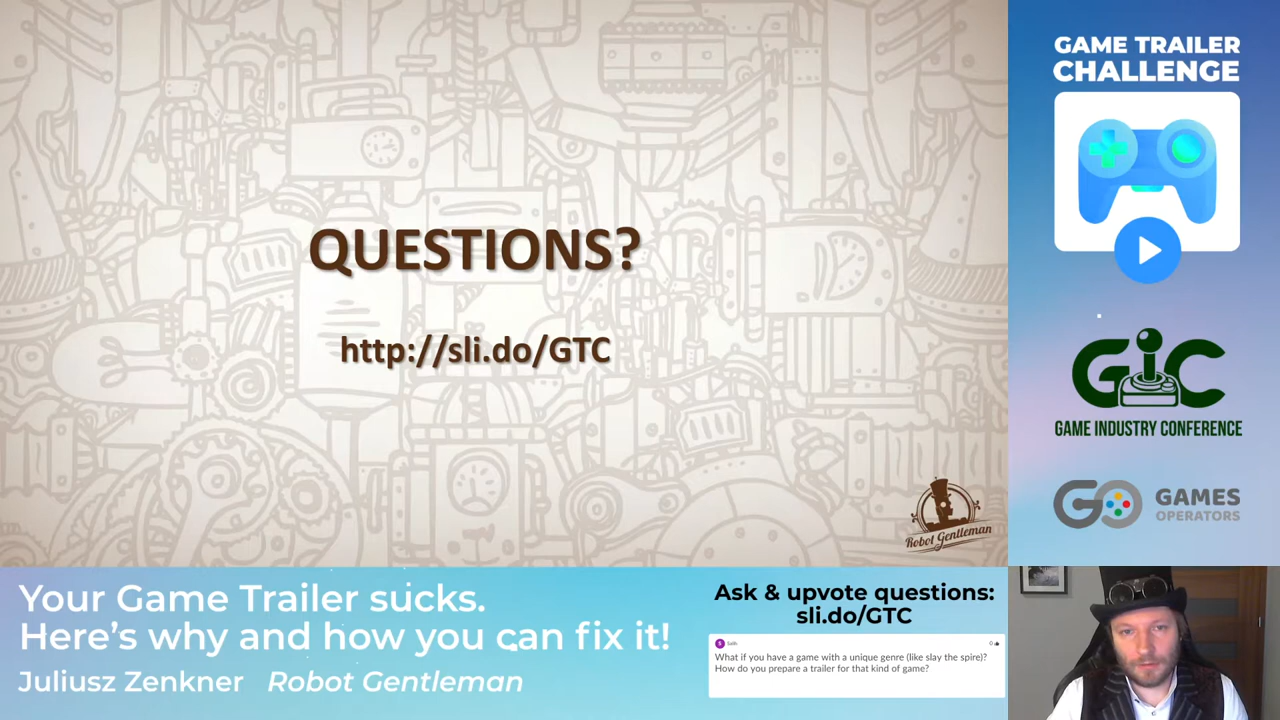 QUESTIONS?
http://sli.do/GTC
Robot Gentleman
GAME TRAILER
CHALLENGE
GIC
GAME INDUSTRY CONFERENCE
GO GAMES
OPERATORS
Your Game Trailer sucks.
Here's why and how you can fix it!
Juliusz Zenkner Robot Gentleman
Ask & upvote questions:
sli.do/GTC
S Salih 0
What if you have a game with a unique genre (like slay the spire)?
How do you prepare a trailer for that kind of game?